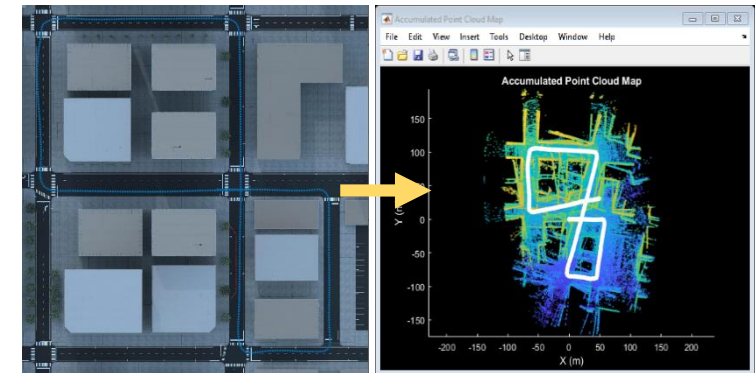 Accumulated Point Cloud Map
File Edit View Insert Tools Desktop Window Help
Accumulated Point Cloud Map
150
100
0
-50
-100
-150
Y (m
-200 -150 -100 -50 0 50 100 150 200
X (m)